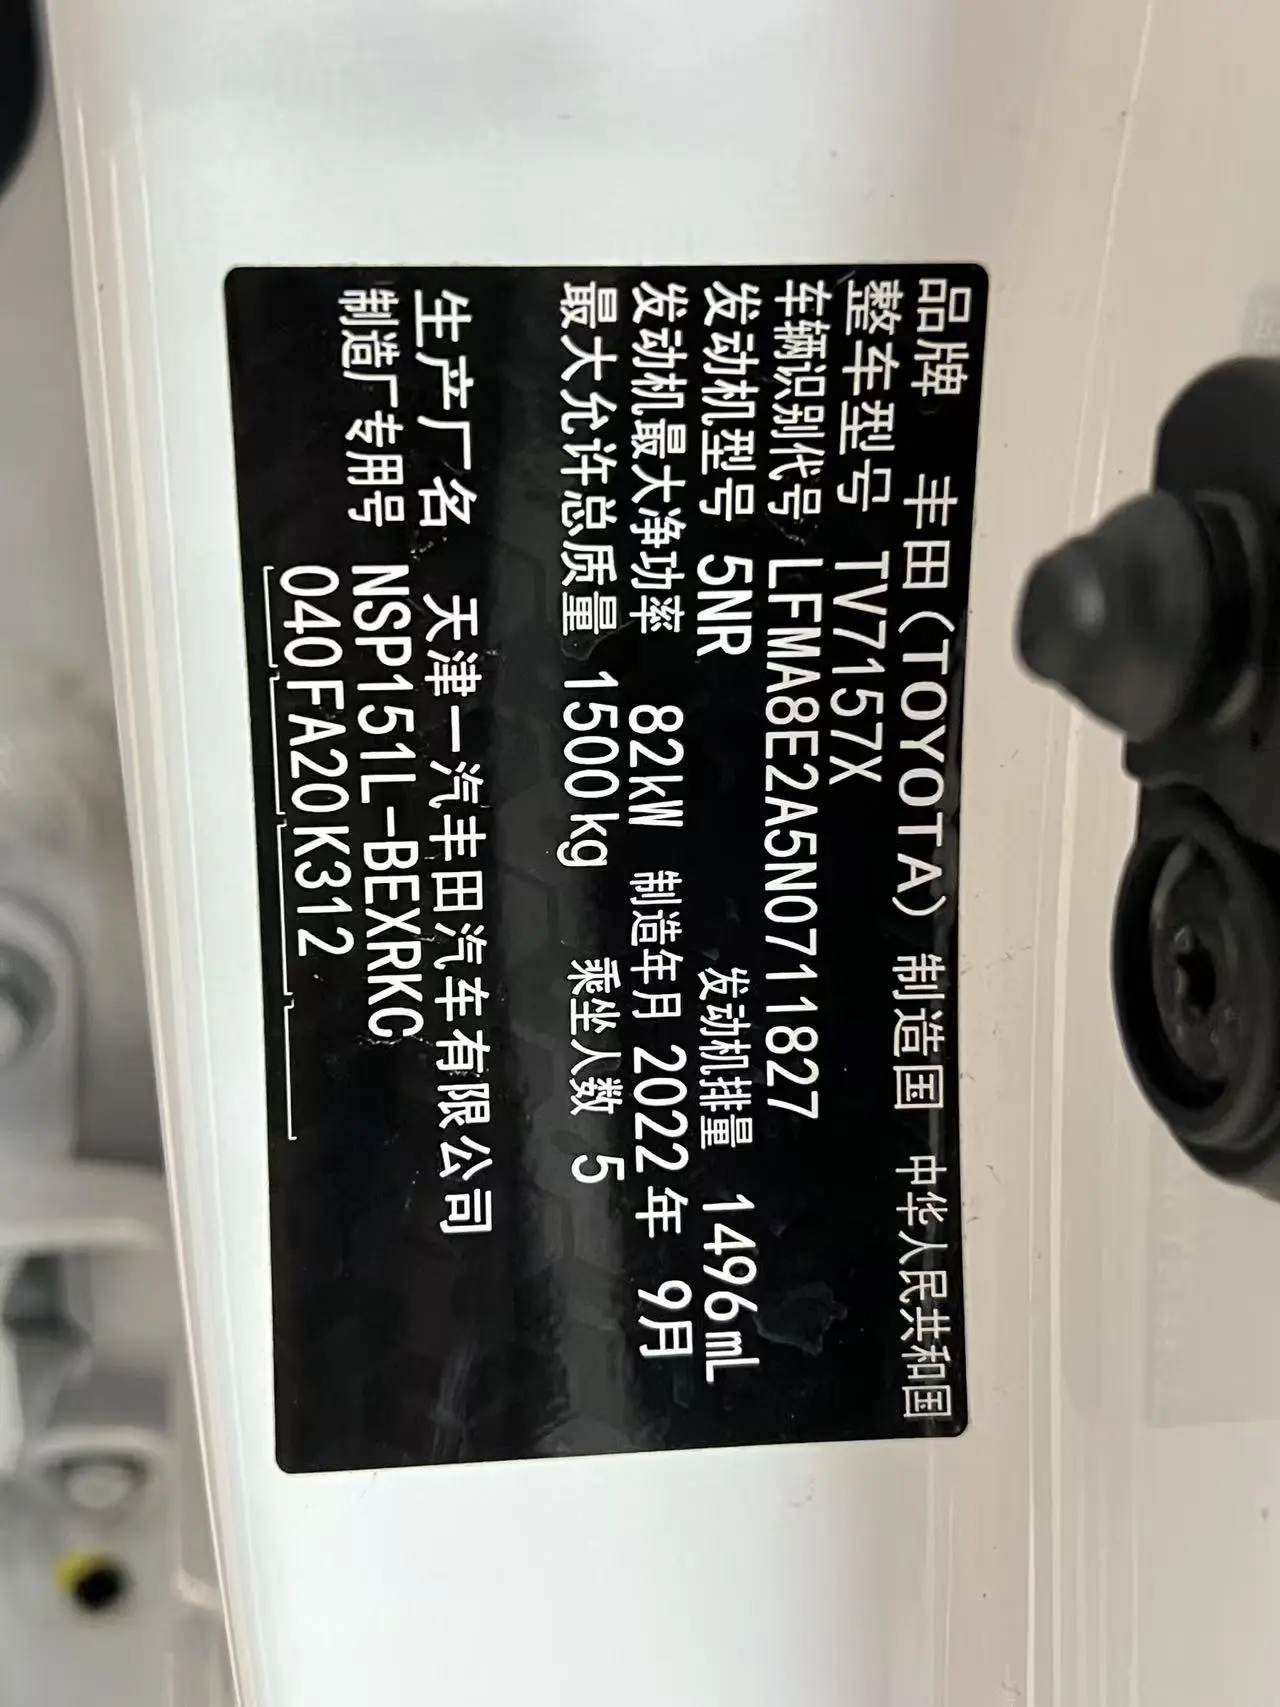 品牌 丰田（TOYOTA） 制造国 中华人民共和国
整车型号 TV7157X
车辆识别代号 LFMA8E2A5N0711827
发动机型号 5NR 发动机排量 1496mL
发动机最大净功率 82kW 制造年月 2022年 9月
最大允许总质量 1500kg 乘坐人数 5
生产厂名 天津一汽丰田汽车有限公司
制造厂专用号 NSP151L-BEXRKC
040FA20K312